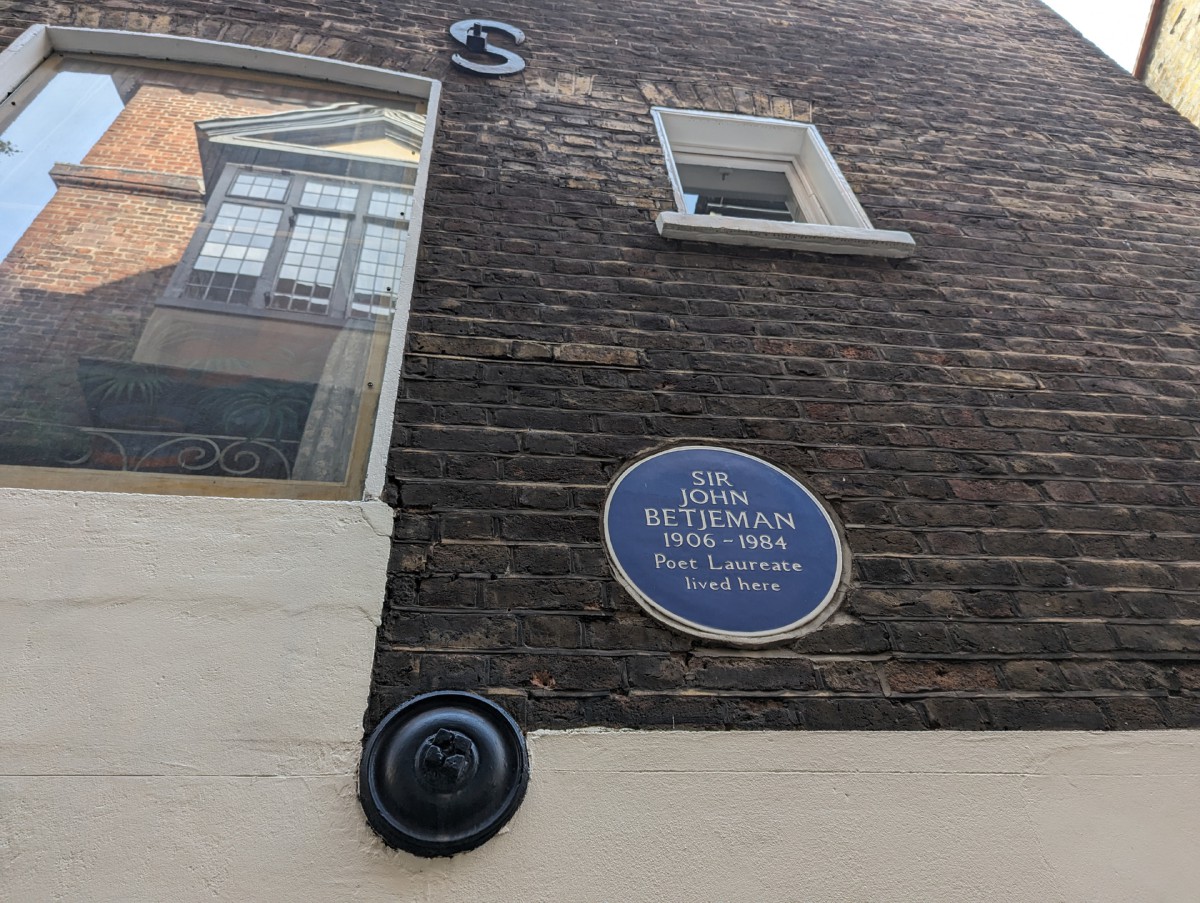 SIR
JOHN
BETJEMAN
1906 - 1984
Poet Laureate
lived here